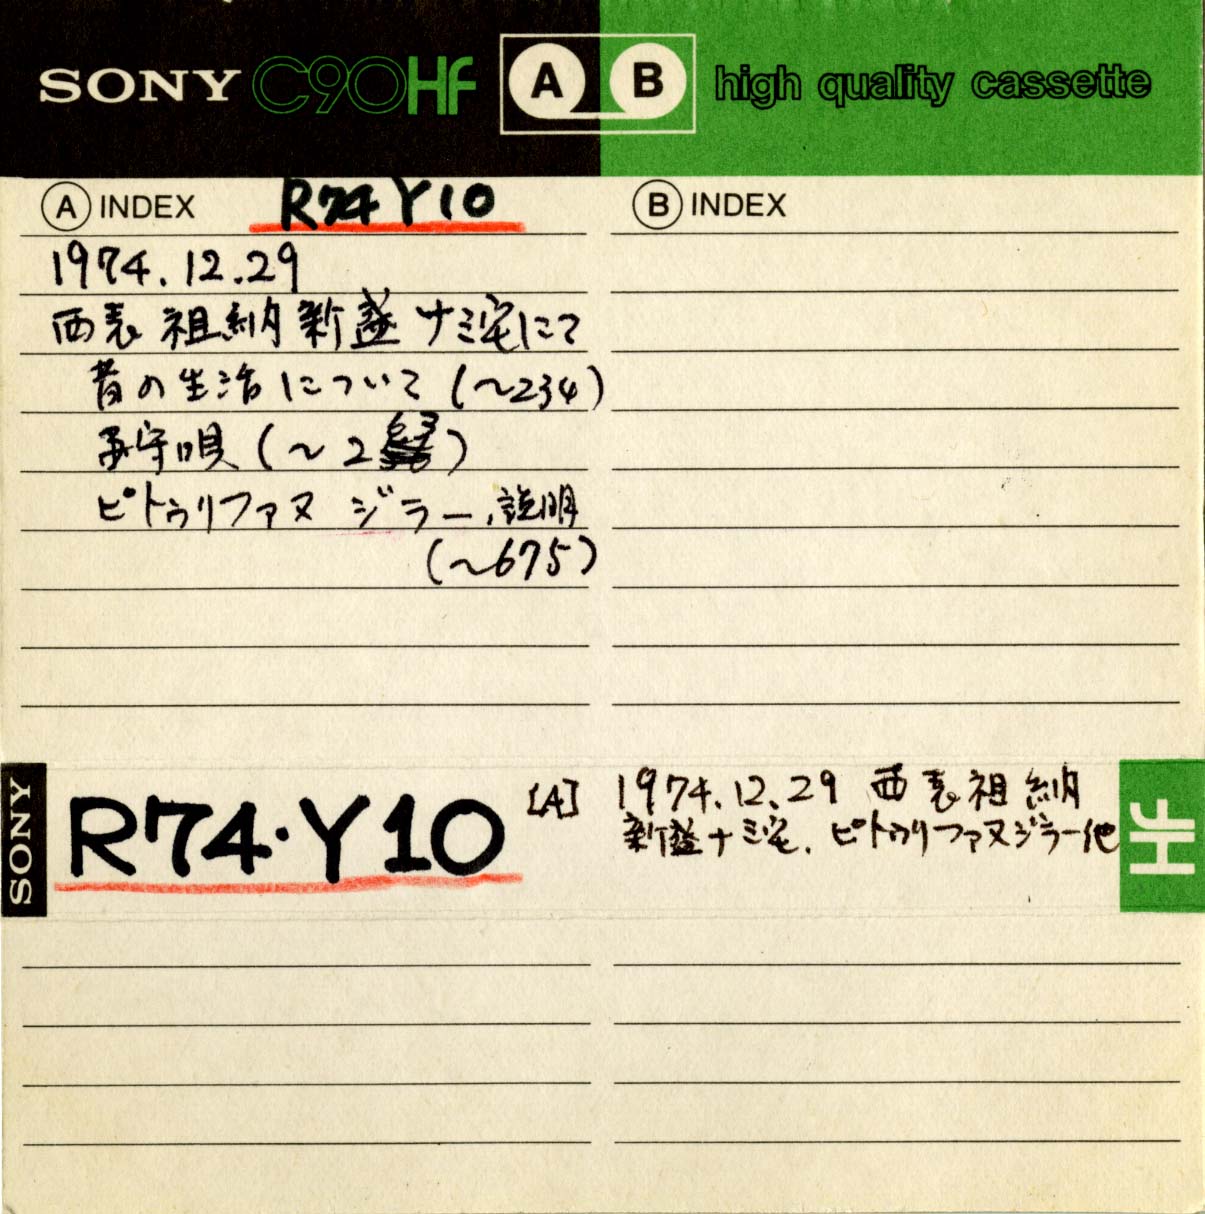 SONY C90HF A B high quality cassette
A INDEX R74Y10
B INDEX
1974.12.29
西表祖納新盛ナミ宅にて
昔の生活について(~234)
子守唄(~263)
ピトゥリファヌ ジラー、説明
(~675)
SONY
R74·Y10
[A] 1974.12.29 西表祖納
新盛ナミ宅、ピトゥリファヌジラー他
HF